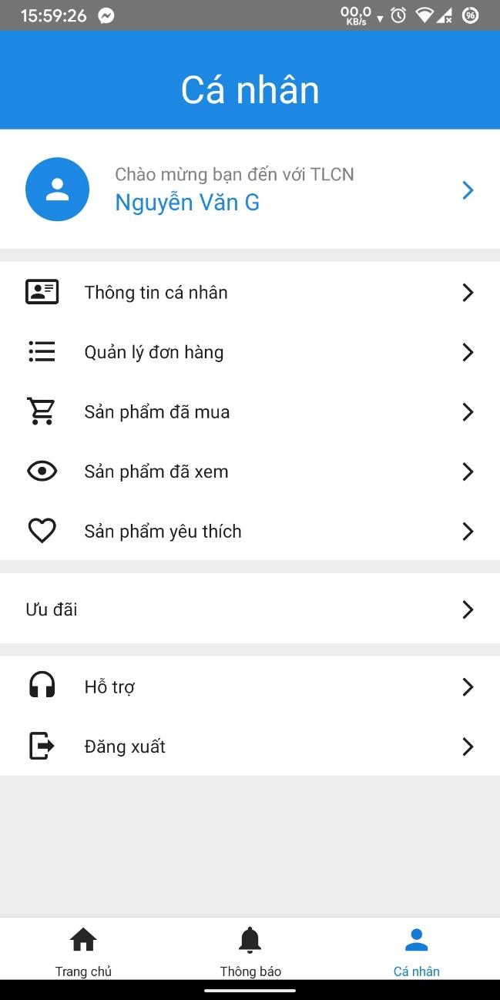 15:59:26
00,0
KB/s
96
Cá nhân
Chào mừng bạn đến với TLCN
Nguyễn Văn G
Thông tin cá nhân
Quản lý đơn hàng
Sản phẩm đã mua
Sản phẩm đã xem
Sản phẩm yêu thích
Ưu đãi
Hỗ trợ
Đăng xuất
Trang chủ
Thông báo
Cá nhân